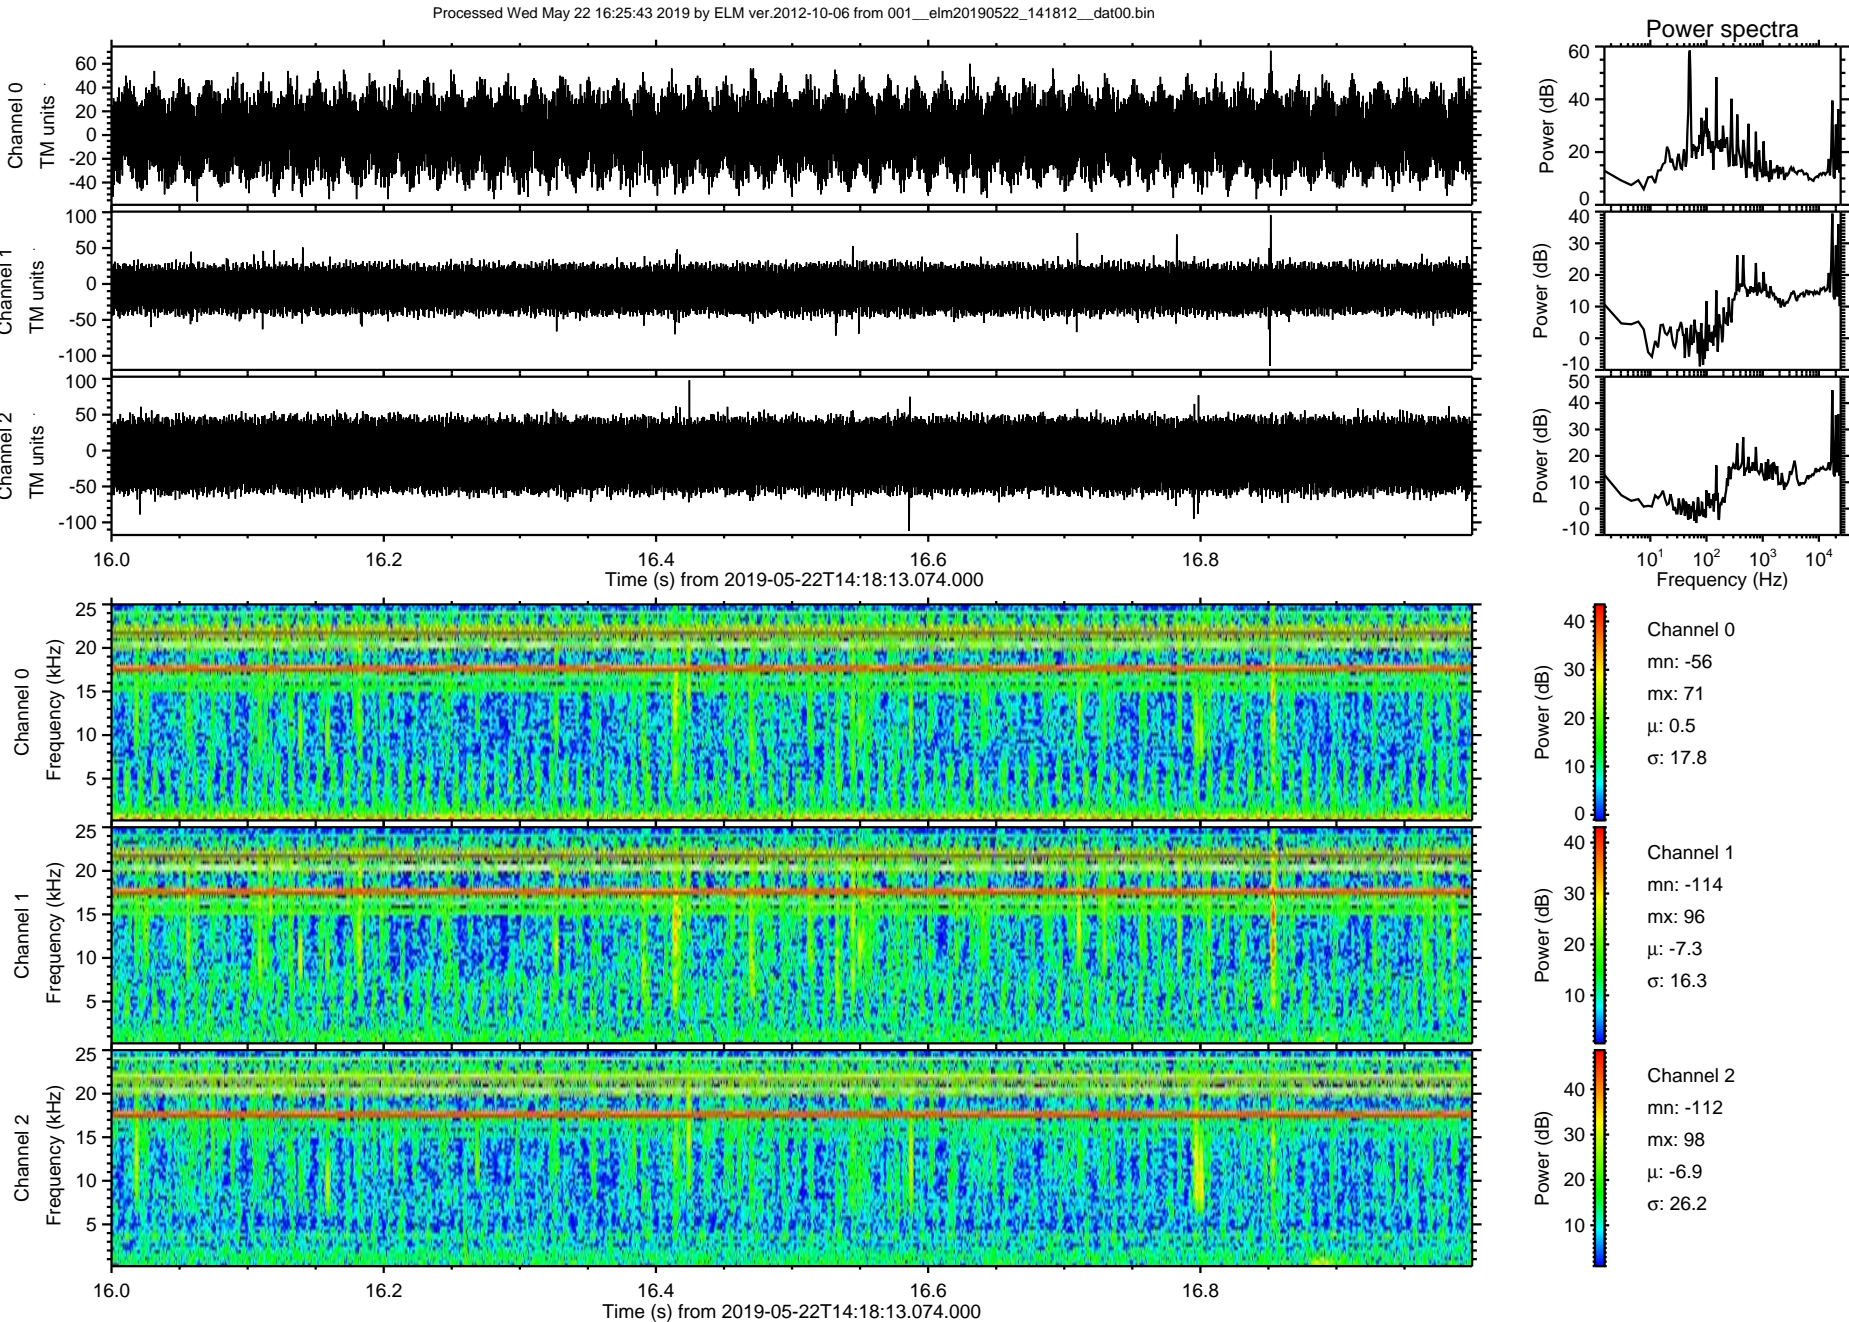 Processed Wed May 22 16:25:43 2019 by ELM ver.2012-10-06 from 001__elm20190522_141812__dat00.bin
Power spectra
Channel 0
TM units
60
40
20
0
-20
-40
Power (dB)
60
40
20
0
Channel 1
TM units
100
50
0
-50
-100
Power (dB)
40
30
20
10
0
-10
Channel 2
TM units
100
50
0
-50
-100
Power (dB)
50
40
30
20
10
0
-10
16.0 16.2 16.4 16.6 16.8
Time (s) from 2019-05-22T14:18:13.074.000
10^1 10^2 10^3 10^4
Frequency (Hz)
Channel 0
Frequency (kHz)
25
20
15
10
5
Power (dB)
40
30
20
10
0
Channel 0
mn: -56
mx: 71
μ: 0.5
σ: 17.8
Channel 1
Frequency (kHz)
25
20
15
10
5
Power (dB)
40
30
20
10
Channel 1
mn: -114
mx: 96
μ: -7.3
σ: 16.3
Channel 2
Frequency (kHz)
25
20
15
10
5
Power (dB)
40
30
20
10
Channel 2
mn: -112
mx: 98
μ: -6.9
σ: 26.2
16.0 16.2 16.4 16.6 16.8
Time (s) from 2019-05-22T14:18:13.074.000